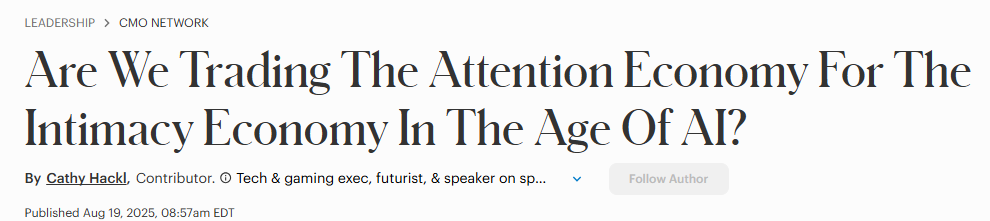 LEADERSHIP > CMO NETWORK
Are We Trading The Attention Economy For The
Intimacy Economy In The Age Of AI?
By Cathy Hackl, Contributor. ⓘ Tech & gaming exec, futurist, & speaker on sp... Follow Author
Published Aug 19, 2025, 08:57am EDT